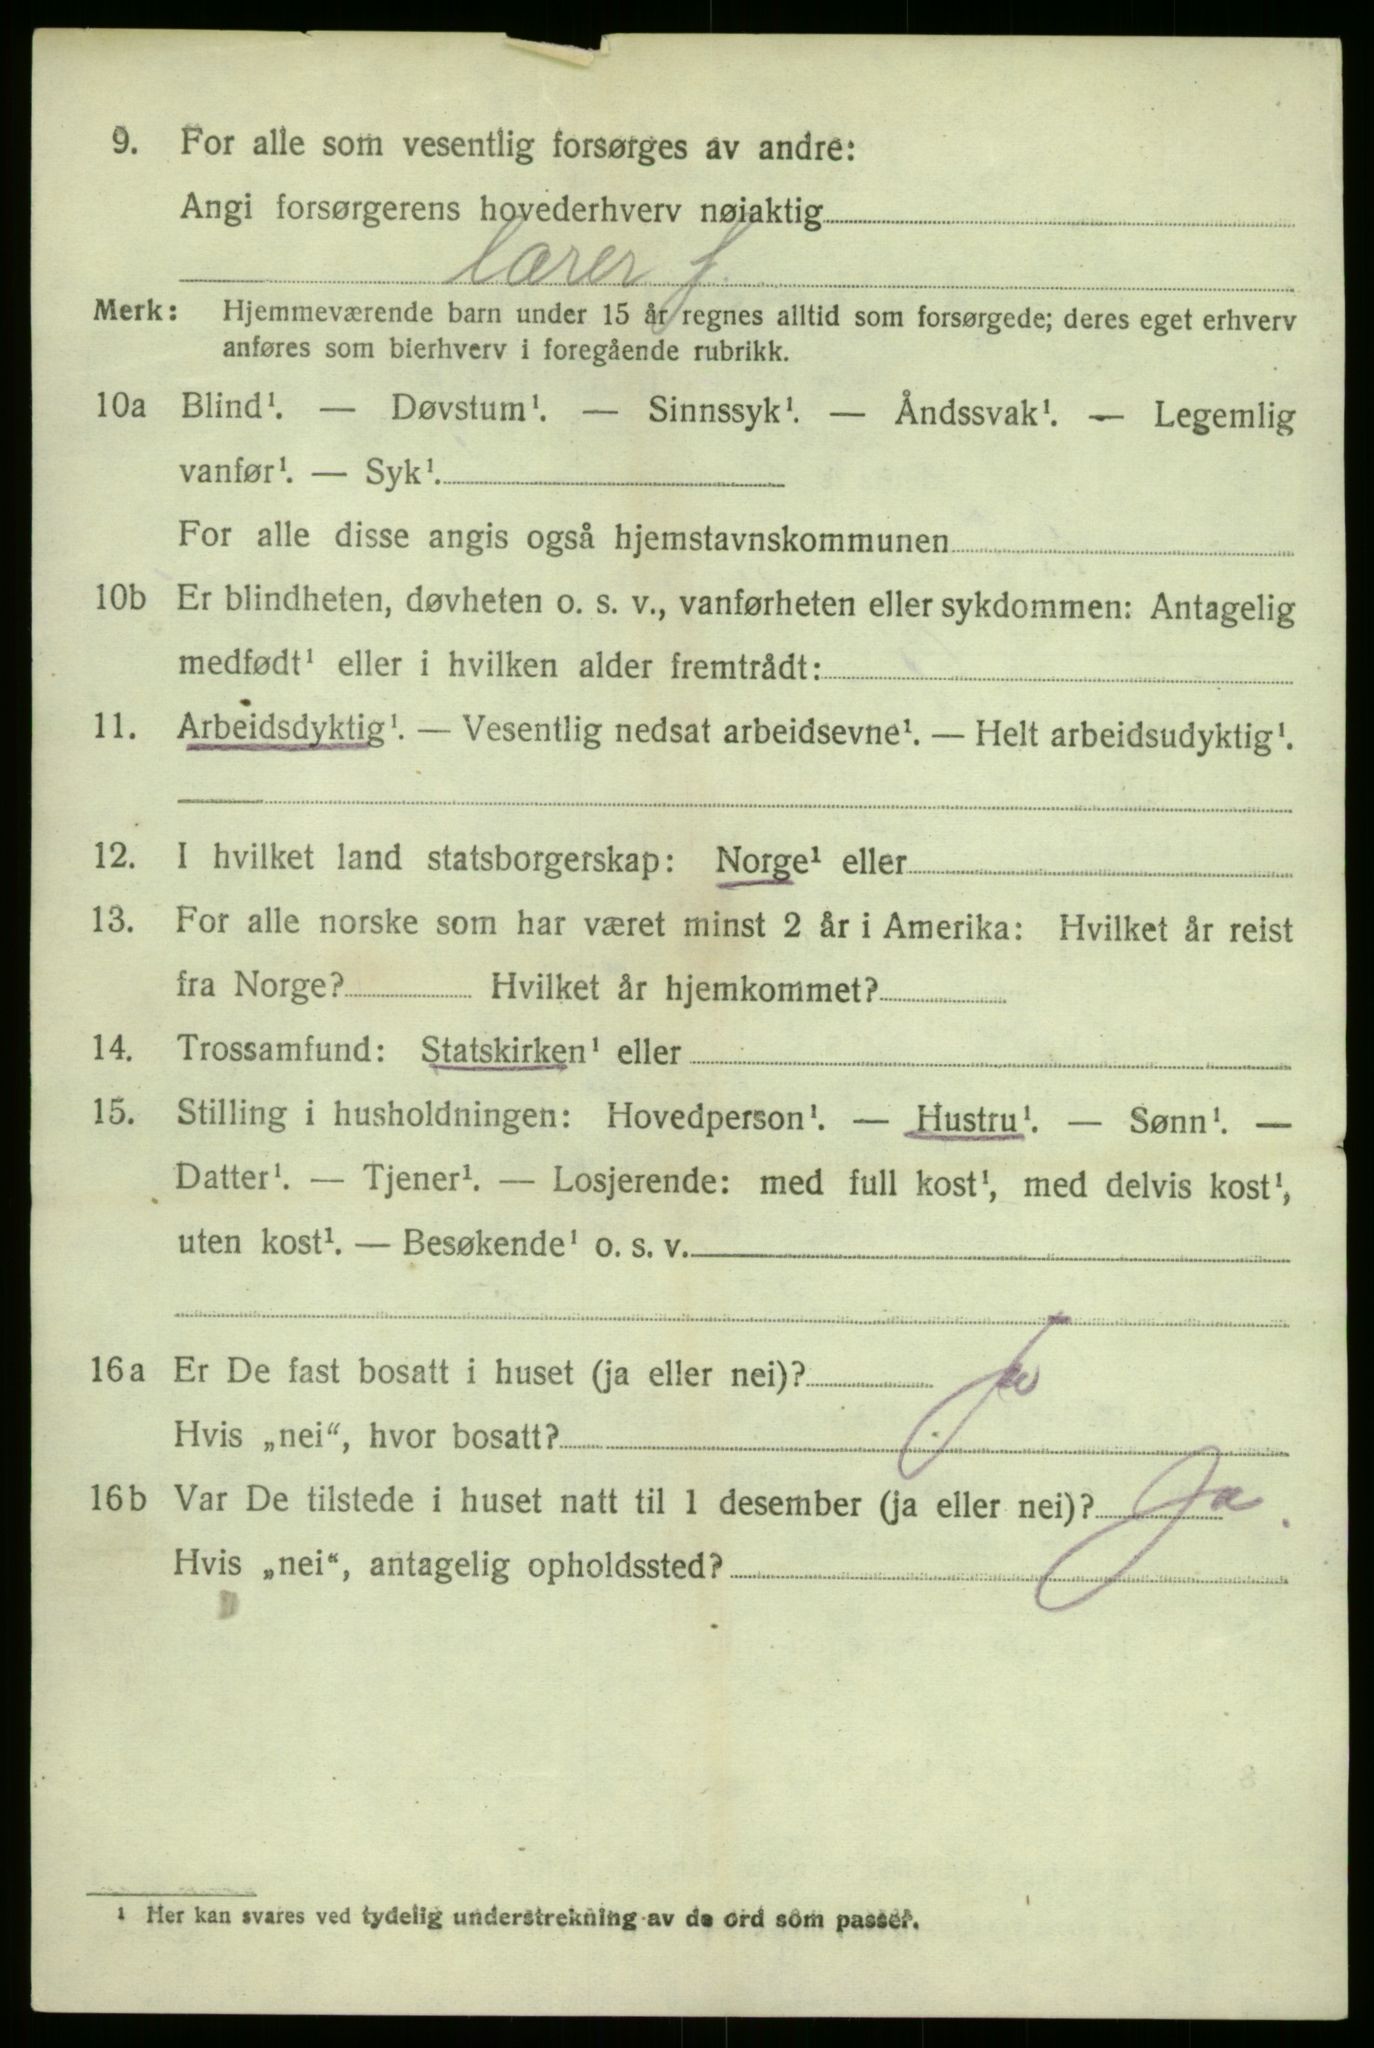 9. For alle som vesentlig forsørges av andre:
Angi forsørgerens hovederhverv nøiaktig
lærer f.
Merk: Hjemmeværende barn under 15 år regnes alltid som forsørgede; deres eget erhverv
anføres som bierhverv i foregående rubrikk.
10a Blind¹. — Døvstum¹. — Sinnssyk¹. — Åndssvak¹. — Legemlig
vanfør¹. — Syk¹.
For alle disse angis også hjemstavnskommunen
10b Er blindheten, døvheten o. s. v., vanførheten eller sykdommen: Antagelig
medfødt¹ eller i hvilken alder fremtrådt:
11. Arbeidsdyktig¹. — Vesentlig nedsat arbeidsevne¹. — Helt arbeidsudyktig¹.
12. I hvilket land statsborgerskap: Norge¹ eller
13. For alle norske som har været minst 2 år i Amerika: Hvilket år reist
fra Norge? Hvilket år hjemkommet?
14. Trossamfund: Statskirken¹ eller
15. Stilling i husholdningen: Hovedperson¹. — Hustru¹. — Sønn¹. —
Datter¹. — Tjener¹. — Losjerende: med full kost¹, med delvis kost¹,
uten kost¹. — Besøkende¹ o. s. v.
16a Er De fast bosatt i huset (ja eller nei)? Ja
Hvis „nei“, hvor bosatt?
16b Var De tilstede i huset natt til 1 desember (ja eller nei)? Ja.
Hvis „nei“, antagelig opholdssted?
¹ Her kan svares ved tydelig understrekning av de ord som passer.